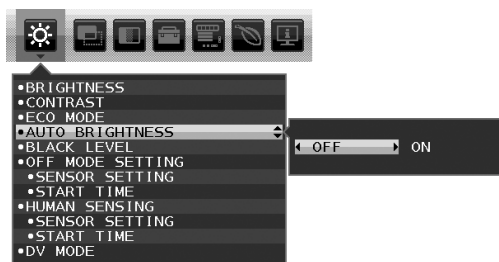 •BRIGHTNESS
•CONTRAST
•ECO MODE
•AUTO BRIGHTNESS
OFF ON
•BLACK LEVEL
•OFF MODE SETTING
•SENSOR SETTING
•START TIME
•HUMAN SENSING
•SENSOR SETTING
•START TIME
•DV MODE